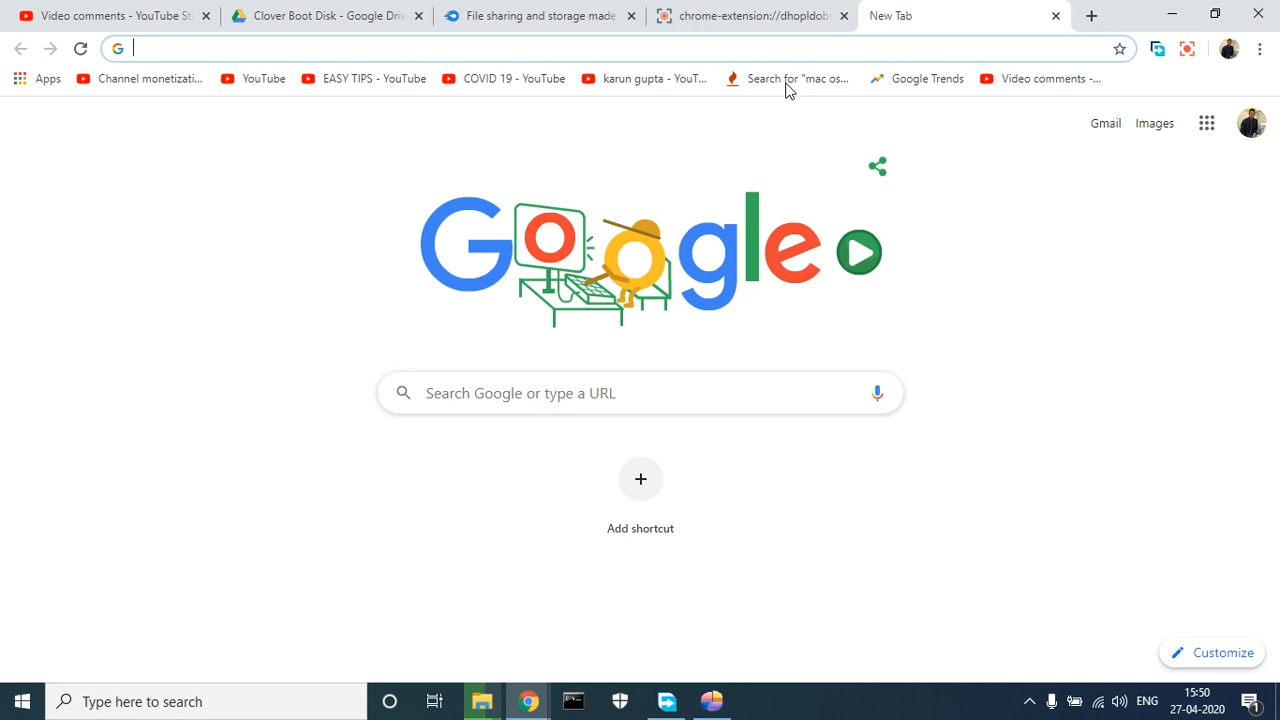 Video comments - YouTube St
Clover Boot Disk - Google Do
File sharing and storage made
chrome-extension://dhopldob
New Tab
Apps
Channel monetizati...
YouTube
EASY TIPS - YouTube
COVID 19 - YouTube
karun gupta - YouT...
Search for "mac os...
Google Trends
Video comments -...
Gmail
Images
Google
Search Google or type a URL
Add shortcut
Customize
Type here to search
ENG
15:50
27-04-2020
1